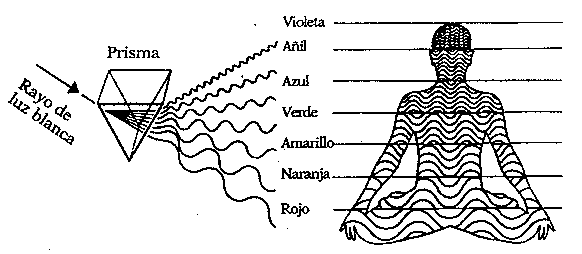 Prisma
Rayo de
luz blanca
Violeta
Añil
Azul
Verde
Amarillo
Naranja
Rojo